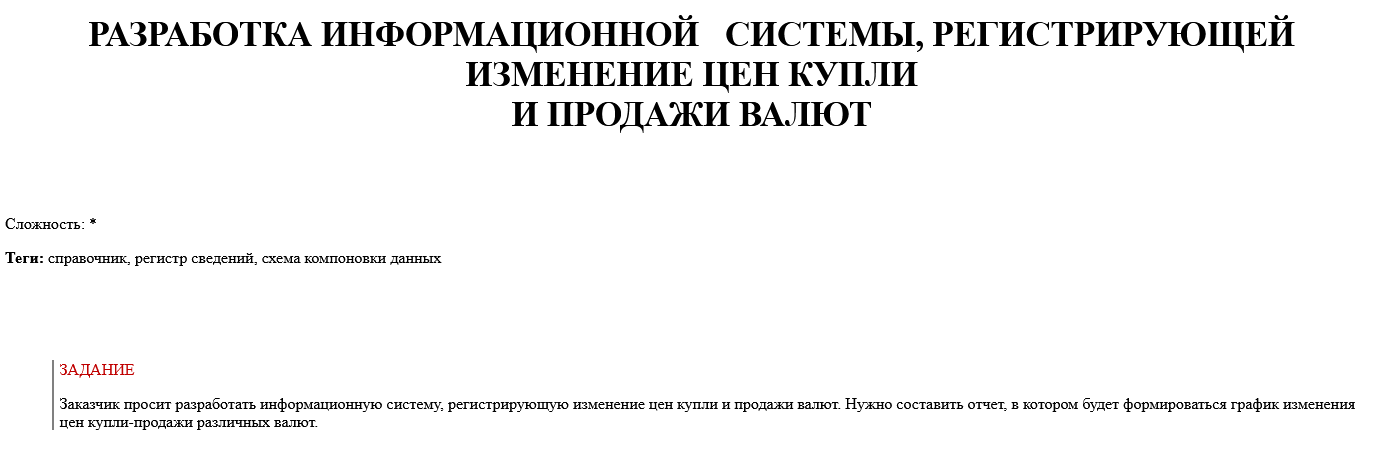 РАЗРАБОТКА ИНФОРМАЦИОННОЙ   СИСТЕМЫ, РЕГИСТРИРУЮЩЕЙ
ИЗМЕНЕНИЕ ЦЕН КУПЛИ
И ПРОДАЖИ ВАЛЮТ
Сложность: *
Теги: справочник, регистр сведений, схема компоновки данных
ЗАДАНИЕ
Заказчик просит разработать информационную систему, регистрирующую изменение цен купли и продажи валют. Нужно составить отчет, в котором будет формироваться график изменения
цен купли-продажи различных валют.